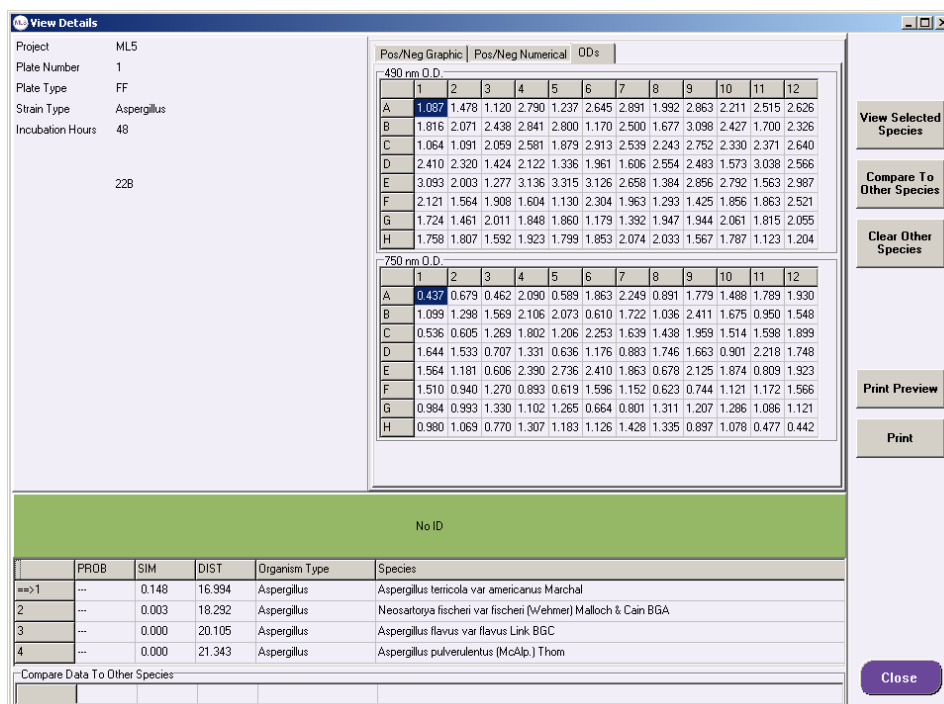 ML5 View Details
Project ML5
Plate Number 1
Plate Type FF
Strain Type Aspergillus
Incubation Hours 48
22B
Pos/Neg Graphic Pos/Neg Numerical ODs
490 nm O.D.
1 2 3 4 5 6 7 8 9 10 11 12
A 1.087 1.478 1.120 2.790 1.237 2.645 2.891 1.992 2.863 2.211 2.515 2.626
B 1.816 2.071 2.438 2.841 2.800 1.170 2.500 1.677 3.098 2.427 1.700 2.326
C 1.064 1.091 2.059 2.581 1.879 2.913 2.539 2.243 2.752 2.330 2.371 2.640
D 2.410 2.320 1.424 2.122 1.336 1.961 1.606 2.554 2.483 1.573 3.038 2.566
E 3.093 2.003 1.277 3.136 3.315 3.126 2.658 1.384 2.856 2.792 1.563 2.987
F 2.121 1.564 1.908 1.604 1.130 2.304 1.963 1.293 1.425 1.856 1.863 2.521
G 1.724 1.461 2.011 1.848 1.860 1.179 1.392 1.947 1.944 2.061 1.815 2.055
H 1.758 1.807 1.592 1.923 1.799 1.853 2.074 2.033 1.567 1.787 1.123 1.204
750 nm O.D.
1 2 3 4 5 6 7 8 9 10 11 12
A 0.437 0.679 0.462 2.090 0.589 1.863 2.249 0.891 1.779 1.488 1.789 1.930
B 1.099 1.298 1.569 2.106 2.073 0.610 1.722 1.036 2.411 1.675 0.950 1.548
C 0.536 0.605 1.269 1.802 1.206 2.253 1.639 1.438 1.959 1.514 1.598 1.899
D 1.644 1.533 0.707 1.331 0.636 1.176 0.883 1.746 1.663 0.901 2.218 1.748
E 1.564 1.181 0.606 2.390 2.736 2.410 1.863 0.678 2.125 1.874 0.809 1.923
F 1.510 0.940 1.270 0.893 0.619 1.596 1.152 0.623 0.744 1.121 1.172 1.566
G 0.984 0.993 1.330 1.102 1.265 0.664 0.801 1.311 1.207 1.286 1.086 1.121
H 0.980 1.069 0.770 1.307 1.183 1.126 1.428 1.335 0.897 1.078 0.477 0.442
View Selected
Species
Compare To
Other Species
Clear Other
Species
Print Preview
Print
No ID
PROB SIM DIST Organism Type Species
==>1 --- 0.148 16.994 Aspergillus Aspergillus terricola var americanus Marchal
2 --- 0.003 18.292 Aspergillus Neosartorya fischeri var fischeri (Wehmer) Malloch & Cain BGA
3 --- 0.000 20.105 Aspergillus Aspergillus flavus var flavus Link BGC
4 --- 0.000 21.343 Aspergillus Aspergillus pulverulentus (McAlp.) Thom
Compare Data To Other Species
Close